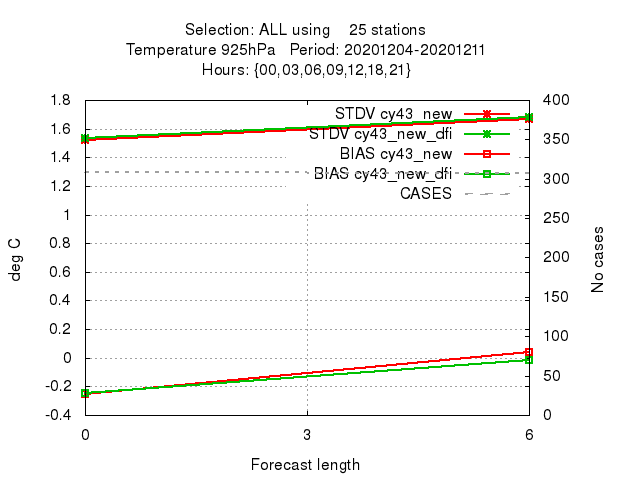 Selection: ALL using    25 stations
Temperature 925hPa   Period: 20201204-20201211
Hours: {00,03,06,09,12,18,21}
1.8
1.6
1.4
1.2
1
0.8
0.6
0.4
0.2
0
-0.2
-0.4
deg C
STDV cy43_new
STDV cy43_new_dfi
BIAS cy43_new
BIAS cy43_new_dfi
CASES
400
350
300
250
200
150
100
50
0
No cases
0
3
6
Forecast length